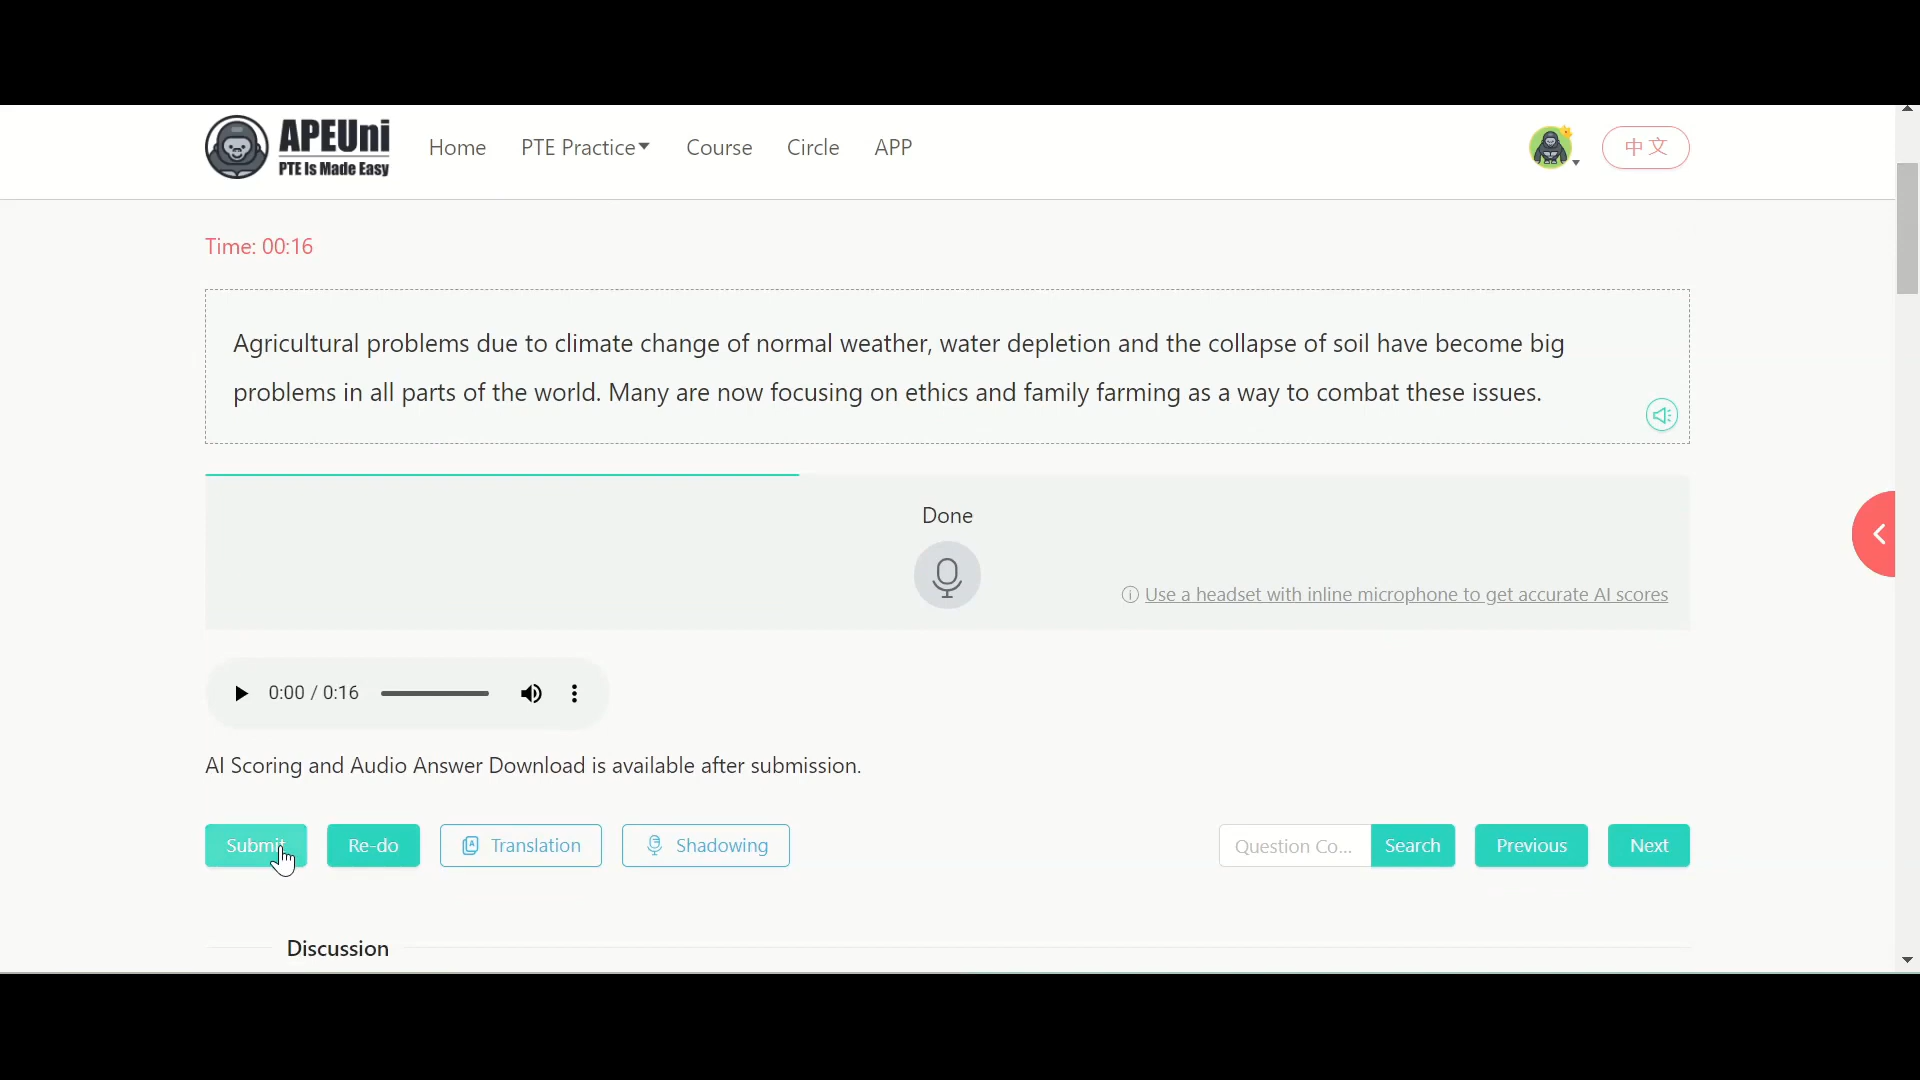 APEUni
PTE Is Made Easy
Home
PTE Practice
Course
Circle
APP
中 文
Time: 00:16
Agricultural problems due to climate change of normal weather, water depletion and the collapse of soil have become big
problems in all parts of the world. Many are now focusing on ethics and family farming as a way to combat these issues.
Done
Use a headset with inline microphone to get accurate AI scores
0:00 / 0:16
AI Scoring and Audio Answer Download is available after submission.
Submit
Re-do
Translation
Shadowing
Question Co...
Search
Previous
Next
Discussion